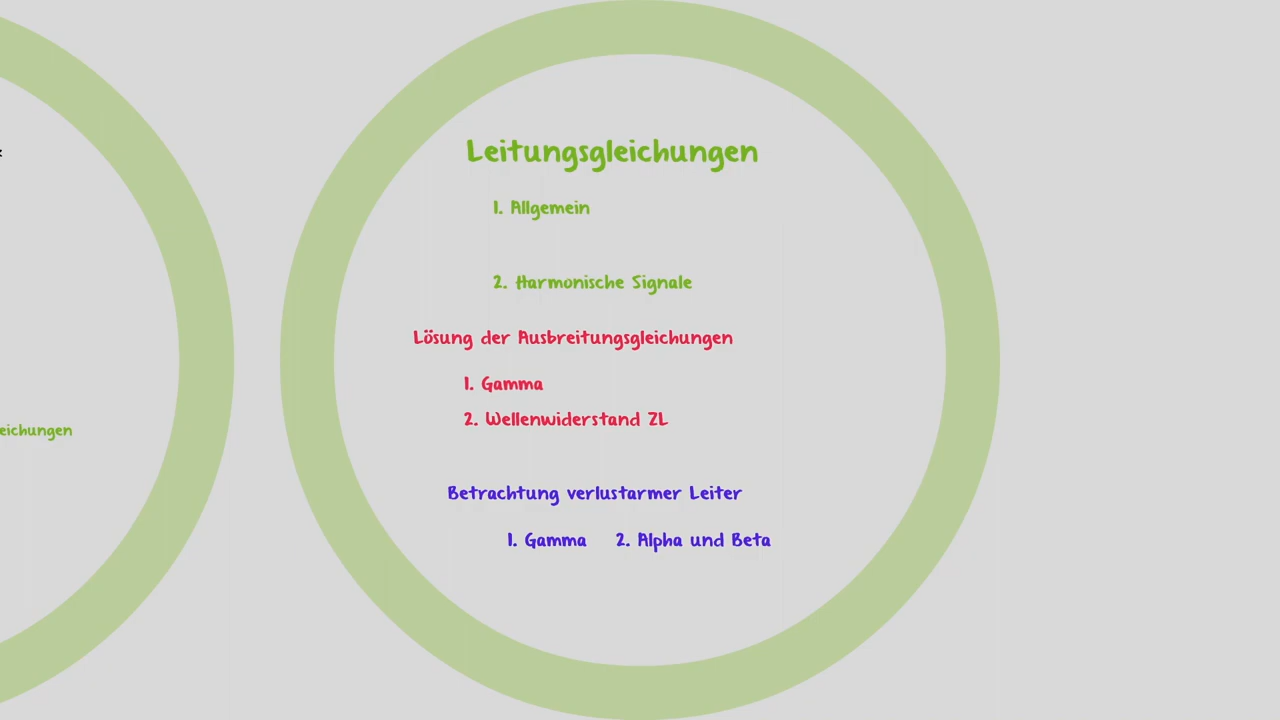 Leitungsgleichungen
1. Allgemein
2. Harmonische Signale
Lösung der Ausbreitungsgleichungen
1. Gamma
2. Wellenwiderstand ZL
eichungen
Betrachtung verlustarmer Leiter
1. Gamma 2. Alpha und Beta